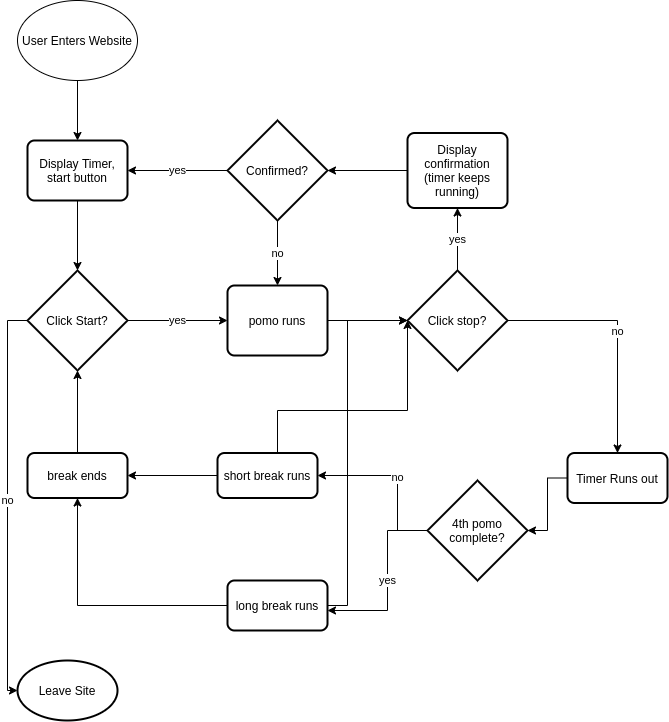 User Enters Website
Display Timer,
start button
yes
Confirmed?
Display
confirmation
(timer keeps
running)
no
yes
Click Start?
yes
pomo runs
Click stop?
no
break ends
short break runs
no
Timer Runs out
no
4th pomo
complete?
yes
long break runs
Leave Site